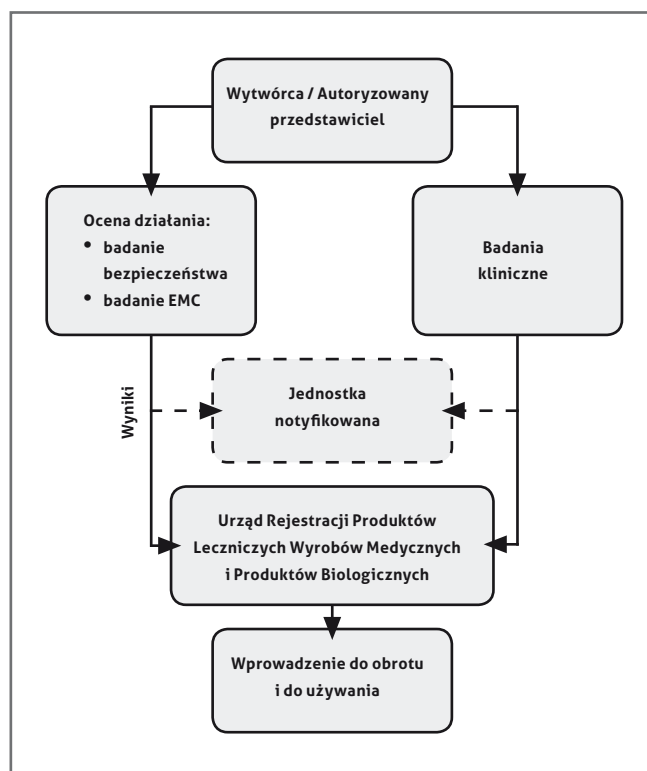 Wytwórca / Autoryzowany
przedstawiciel
Ocena działania:
• badanie
bezpieczeństwa
• badanie EMC
Badania
kliniczne
Wyniki
Jednostka
notyfikowana
Urząd Rejestracji Produktów
Leczniczych Wyrobów Medycznych
i Produktów Biologicznych
Wprowadzenie do obrotu
i do używania